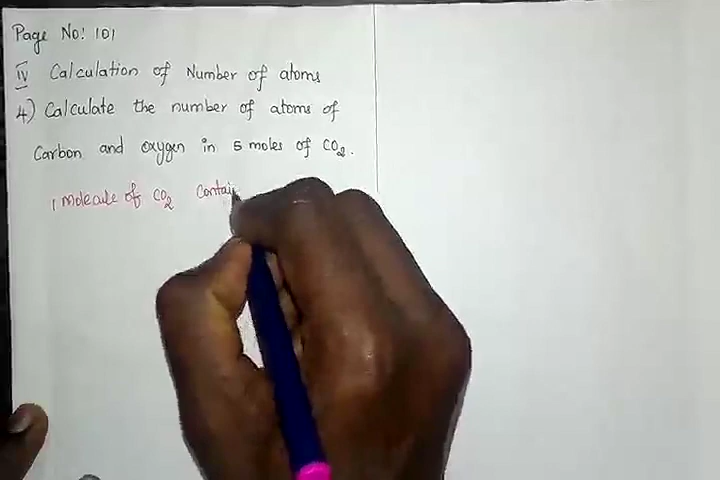 Page No: 101
IV Calculation of Number of atoms
4) Calculate the number of atoms of
Carbon and oxygen in 5 moles of CO₂.
1 molecule of CO₂ Contain